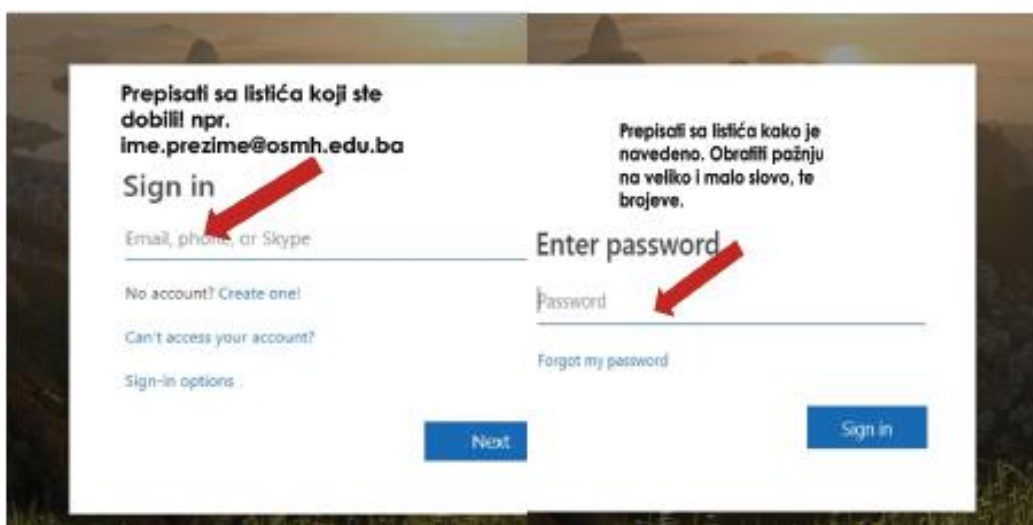 Prepisati sa listića koji ste
dobili! npr.
ime.prezime@osmh.edu.ba
Sign in
Email, phone, or Skype
No account? Create one!
Can't access your account?
Sign-in options
Next
Prepisati sa listića kako je
navedeno. Obratiti pažnju
na veliko i malo slovo, te
brojeve.
Enter password
Password
Forgot my password
Sign in